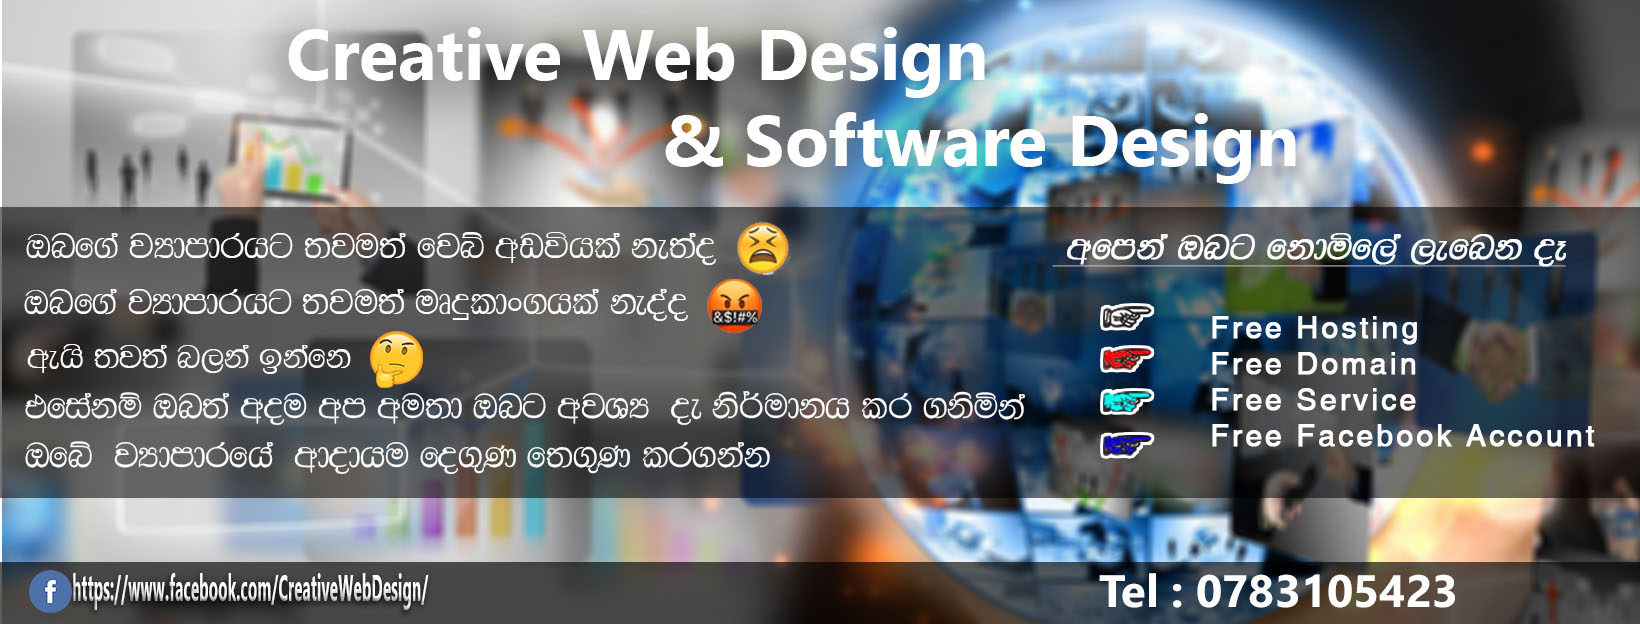 Creative Web Design
& Software Design
ඔබගේ ව්‍යාපාරයට තවමත් වෙබ් අඩවියක් නැත්ද
ඔබගේ ව්‍යාපාරයට තවමත් මෘදුකාංගයක් නැද්ද
&$!#%
ඇයි තවත් බලන් ඉන්නෙ
එසේනම් ඔබත් අදම අප අමතා ඔබට අවශ්‍ය දෑ නිර්මානය කර ගනිමින්
ඔබේ ව්‍යාපාරයේ ආදායම දෙගුණ තෙගුණ කරගන්න
අපෙන් ඔබට නොමිලේ ලැබෙන දෑ
Free Hosting
Free Domain
Free Service
Free Facebook Account
f https://www.facebook.com/CreativeWebDesign/
Tel : 0783105423